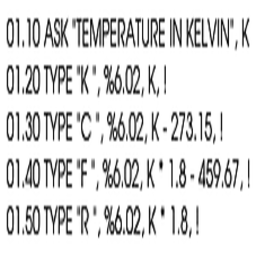 01.10 ASK "TEMPERATURE IN KELVIN", K
01.20 TYPE "K ", %6.02, K, !
01.30 TYPE "C ", %6.02, K - 273.15, !
01.40 TYPE "F ", %6.02, K * 1.8 - 459.67, !
01.50 TYPE "R ", %6.02, K * 1.8, !